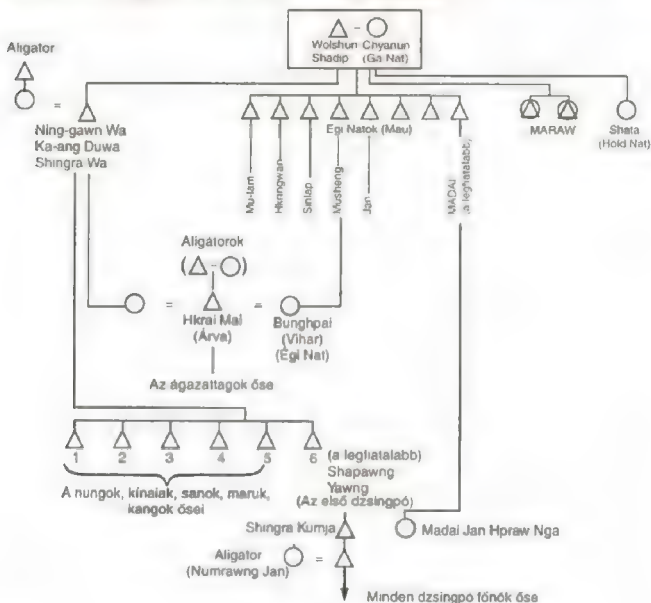 Wolshun Chyanun
Shadip (Ga Nat)
Aligator
=
Ning-gawn Wa
Ka-ang Duwa
Shingra Wa
Égi Natok (Mau)
MARAW
Shata
(Hold Nat)
Mu-lam
Hkringwan
Sinlap
Musheng
Jan
MADAI
(a legfiatalabb)
Aligátorok
( - )
= =
Hkrai Mai
(Árva)
Bunghpai
(Vihar)
(Égi Nat)
Az ágazattagok őse
1 2 3 4 5 6
(a legfiatalabb)
Shapawng
Yawng
(Az első dzsingpó)
A nungok, kínaiak, sanok, maruk,
kangok ősei
Shingra Kumja
Madai Jan Hpraw Nga
Aligator
(Numrawng Jan)
=
Minden dzsingpó főnök őse